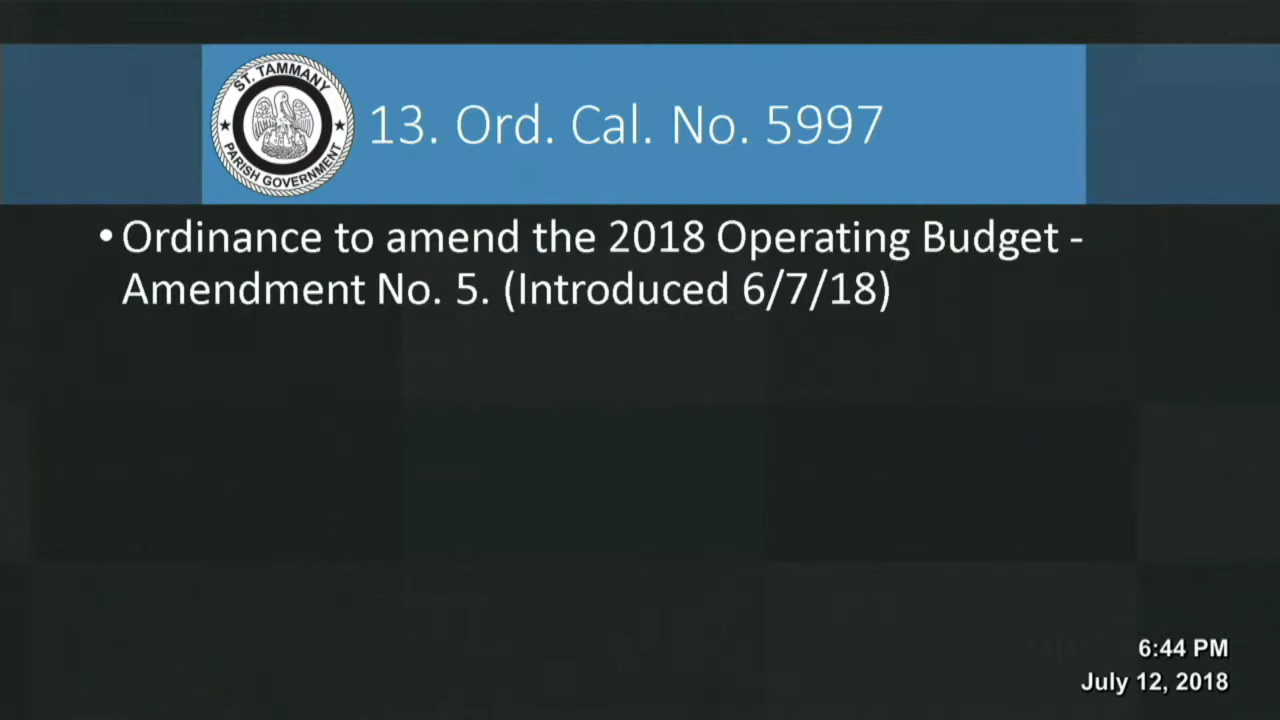 ST. TAMMANY
PARISH GOVERNMENT
13. Ord. Cal. No. 5997
• Ordinance to amend the 2018 Operating Budget -
Amendment No. 5. (Introduced 6/7/18)
6:44 PM
July 12, 2018